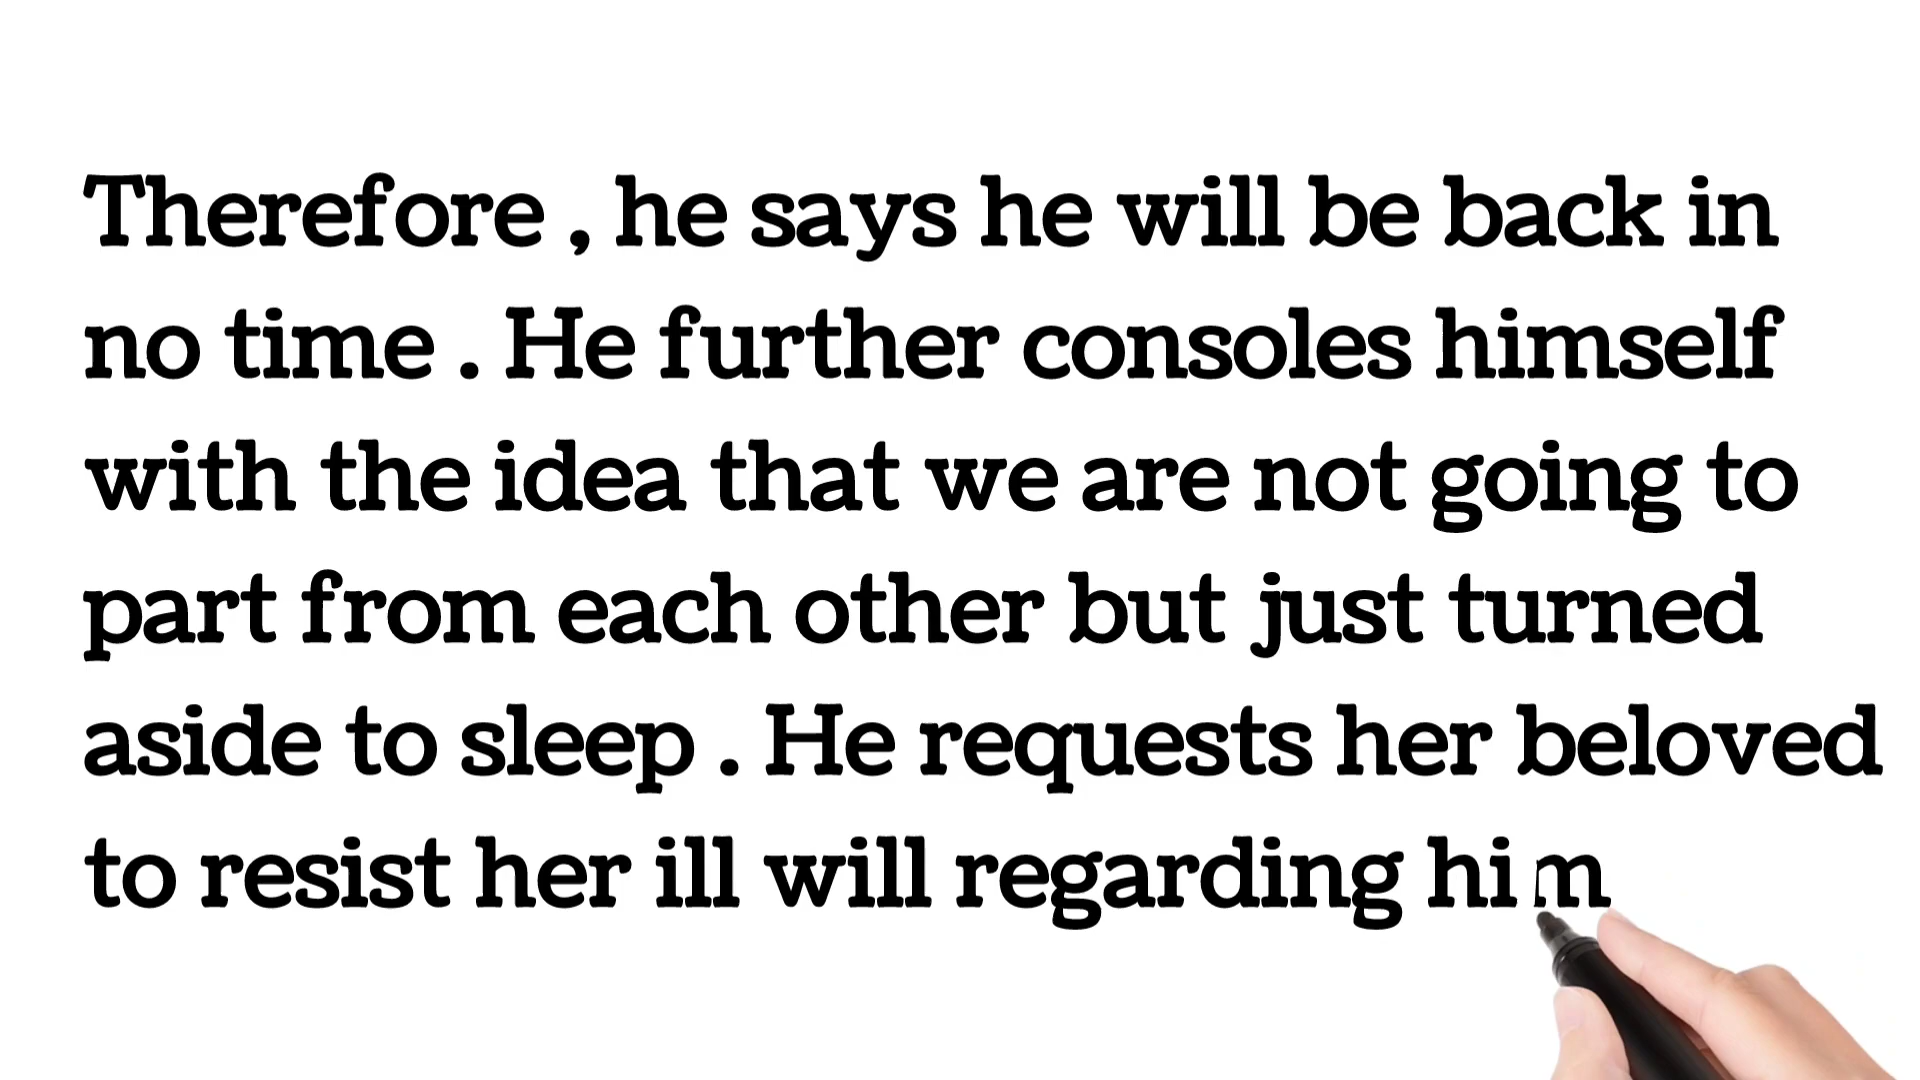 Therefore , he says he will be back in
no time . He further consoles himself
with the idea that we are not going to
part from each other but just turned
aside to sleep . He requests her beloved
to resist her ill will regarding him